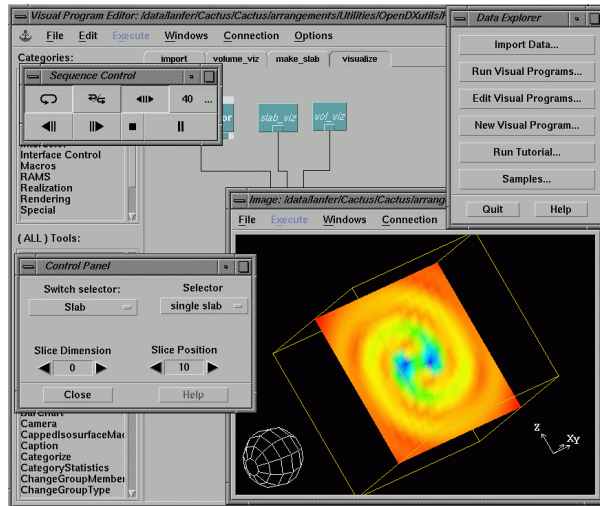 Visual Program Editor: /data/lanfer/Cactus/Cactus/arrangements/Utilities/OpenDXutils/
File Edit Execute Windows Connection Options
Categories:
import volume_viz make_slab visualize
Sequence Control
40 ...
or slab_viz vol_viz
Interface Control
Macros
RAMS
Realization
Rendering
Special
( ALL ) Tools:
Data Explorer
Import Data...
Run Visual Programs...
Edit Visual Programs...
New Visual Program...
Run Tutorial...
Samples...
Quit Help
Image: /data/lanfer/Cactus/Cactus/arrang
File Execute Windows Connection
Z
XY
Control Panel
Switch selector: Selector
Slab single slab
Slice Dimension Slice Position
0 10
Close Help
BarChart
Camera
CappedIsosurfaceMac
Caption
Categorize
CategoryStatistics
ChangeGroupMember
ChangeGroupType